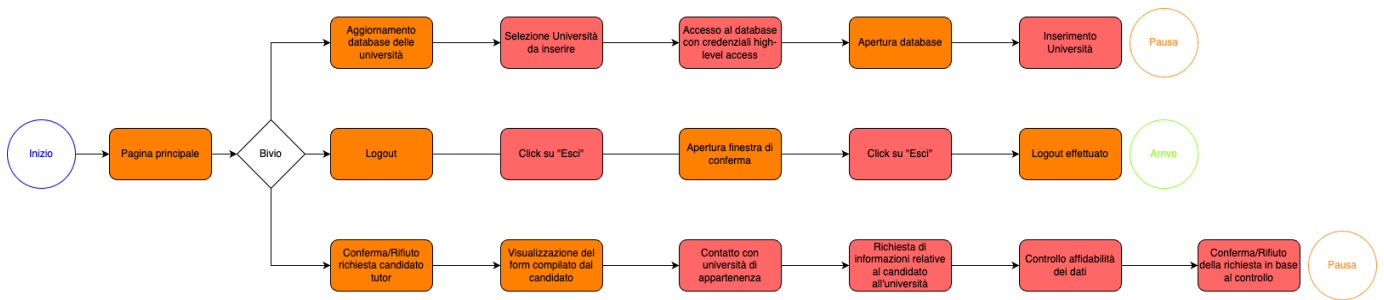 Aggiornamento
database delle
università
Selezione Università
da inserire
Accesso al database
con credenziali high-
level access
Apertura database
Inserimento
Università
Pausa
Inizio
Pagina principale
Bivio
Logout
Click su "Esci"
Apertura finestra di
conferma
Click su "Esci"
Logout effettuato
Arrivo
Conferma/Rifiuto
richiesta candidato
tutor
Visualizzazione del
form compilato dal
candidato
Contatto con
università di
appartenenza
Richiesta di
informazioni relative
al candidato
all'università
Controllo affidabilità
dei dati
Conferma/Rifiuto
della richiesta in base
al controllo
Pausa